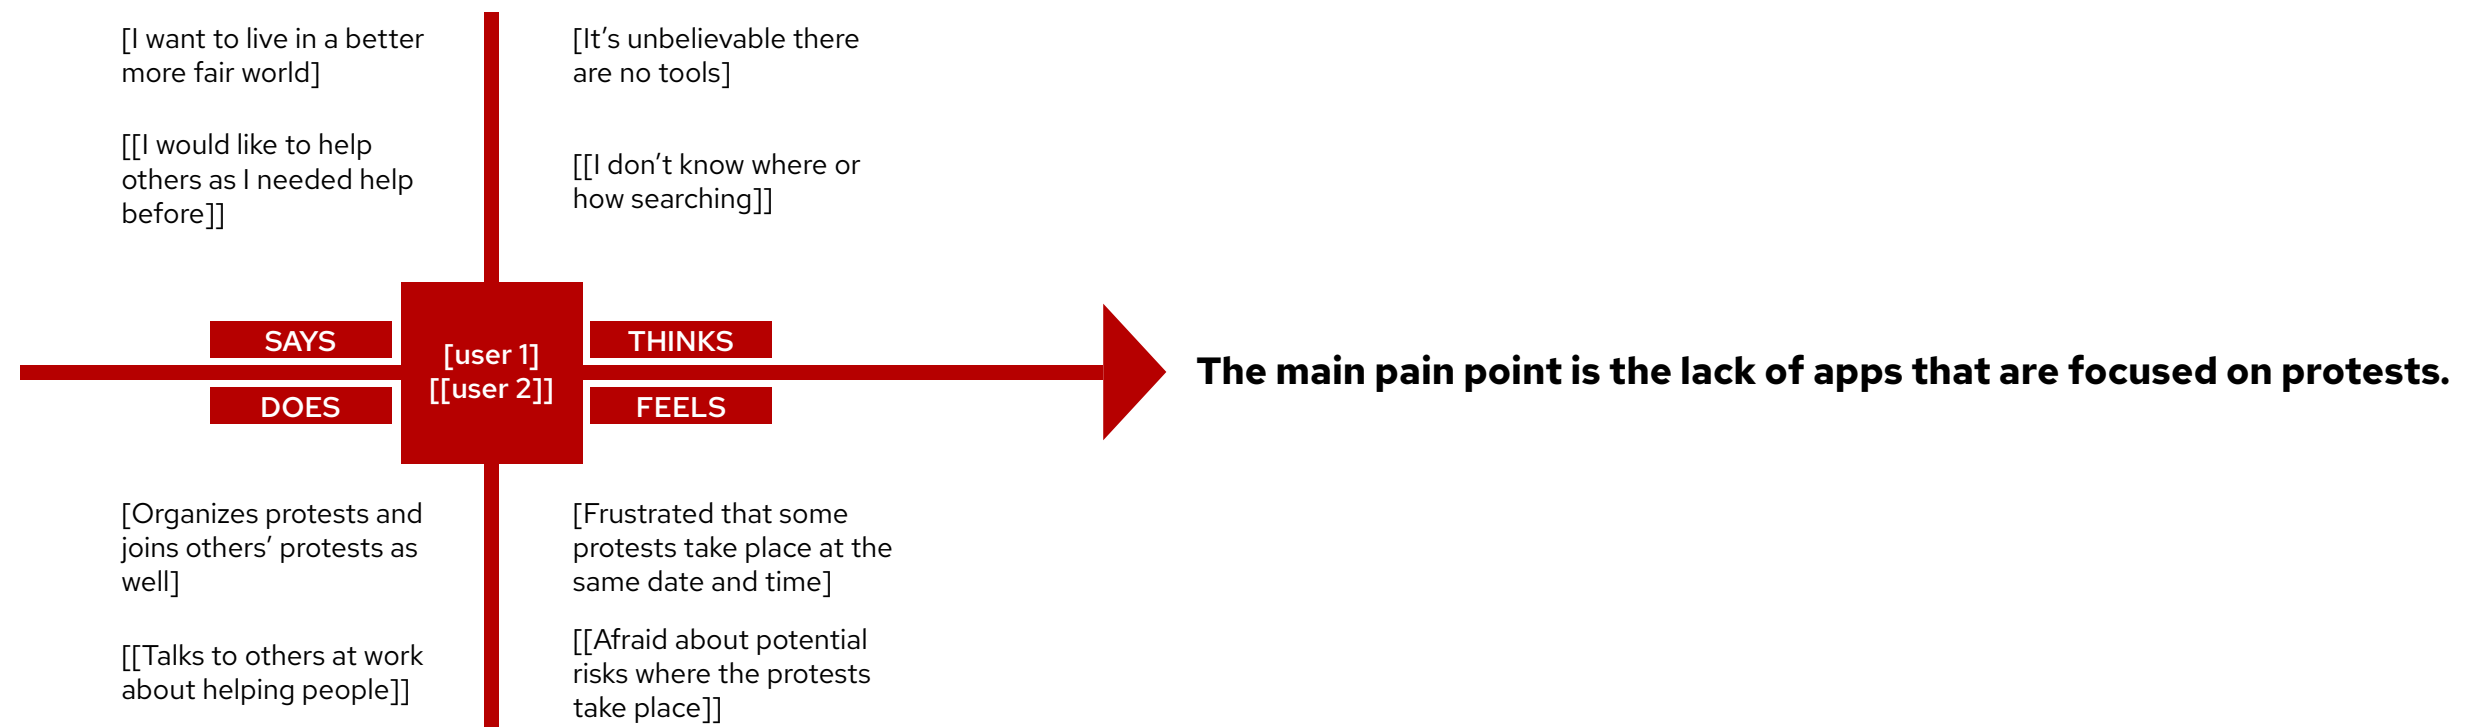 [I want to live in a better
more fair world]
[[I would like to help
others as I needed help
before]]
[It’s unbelievable there
are no tools]
[[I don’t know where or
how searching]]
SAYS
THINKS
[user 1]
[[user 2]]
DOES
FEELS
The main pain point is the lack of apps that are focused on protests.
[Organizes protests and
joins others’ protests as
well]
[[Talks to others at work
about helping people]]
[Frustrated that some
protests take place at the
same date and time]
[[Afraid about potential
risks where the protests
take place]]